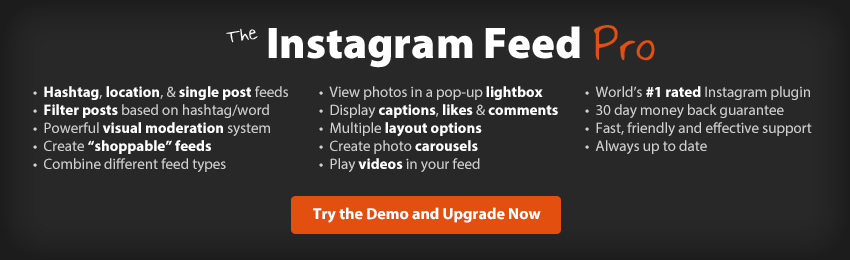 The Instagram Feed Pro
• Hashtag, location, & single post feeds
• Filter posts based on hashtag/word
• Powerful visual moderation system
• Create “shoppable” feeds
• Combine different feed types
• View photos in a pop-up lightbox
• Display captions, likes & comments
• Multiple layout options
• Create photo carousels
• Play videos in your feed
• World's #1 rated Instagram plugin
• 30 day money back guarantee
• Fast, friendly and effective support
• Always up to date
Try the Demo and Upgrade Now